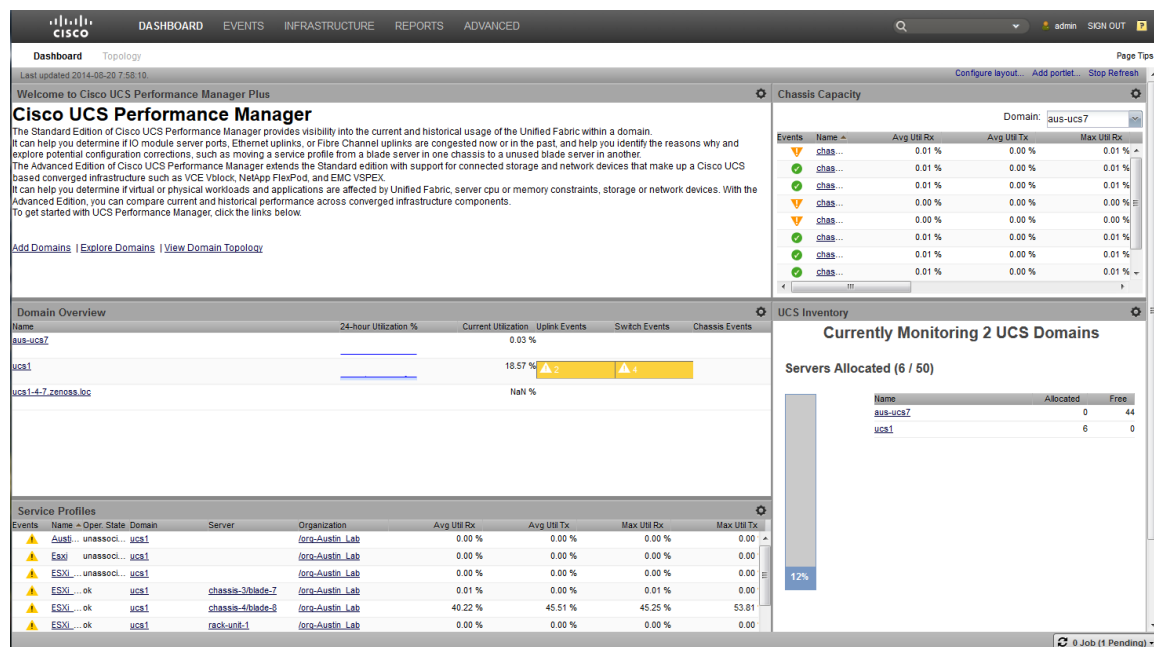 CISCO DASHBOARD EVENTS INFRASTRUCTURE REPORTS ADVANCED admin SIGN OUT ?
Dashboard Topology Page Tips
Last updated 2014-08-20 7:58:10. Configure layout... Add portlet... Stop Refresh
Welcome to Cisco UCS Performance Manager Plus
Cisco UCS Performance Manager
The Standard Edition of Cisco UCS Performance Manager provides visibility into the current and historical usage of the Unified Fabric within a domain.
It can help you determine if IO module server ports, Ethernet uplinks, or Fibre Channel uplinks are congested now or in the past, and help you identify the reasons why and
explore potential configuration corrections, such as moving a service profile from a blade server in one chassis to a unused blade server in another.
The Advanced Edition of Cisco UCS Performance Manager extends the Standard edition with support for connected storage and network devices that make up a Cisco UCS
based converged infrastructure such as VCE Vblock, NetApp FlexPod, and EMC VSPEX.
It can help you determine if virtual or physical workloads and applications are affected by Unified Fabric, server cpu or memory constraints, storage or network devices. With the
Advanced Edition, you can compare current and historical performance across converged infrastructure components.
To get started with UCS Performance Manager, click the links below.
Add Domains | Explore Domains | View Domain Topology
Chassis Capacity
Domain: aus-ucs7
Events Name Avg Util Rx Avg Util Tx Max Util Rx
chas... 0.01 % 0.00 % 0.01 %
chas... 0.01 % 0.00 % 0.01 %
chas... 0.01 % 0.00 % 0.01 %
chas... 0.00 % 0.00 % 0.00 %
chas... 0.00 % 0.00 % 0.00 %
chas... 0.01 % 0.00 % 0.01 %
chas... 0.01 % 0.00 % 0.01 %
chas... 0.01 % 0.00 % 0.01 %
Domain Overview
Name 24-hour Utilization % Current Utilization Uplink Events Switch Events Chassis Events
aus-ucs7 0.03 %
ucs1 18.57 % 2 4
ucs1-4-7.zenoss.loc NaN %
UCS Inventory
Currently Monitoring 2 UCS Domains
Servers Allocated (6 / 50)
Name Allocated Free
aus-ucs7 0 44
ucs1 6 0
12%
Service Profiles
Events Name Oper. State Domain Server Organization Avg Util Rx Avg Util Tx Max Util Rx Max Util Tx
Austi... unassoci... ucs1 /org-Austin_Lab 0.00 % 0.00 % 0.00 % 0.00
Esxi unassoci... ucs1 /org-Austin_Lab 0.00 % 0.00 % 0.00 % 0.00
ESXi_... unassoci... ucs1 /org-Austin_Lab 0.00 % 0.00 % 0.00 % 0.00
ESXi_... ok ucs1 chassis-3/blade-7 /org-Austin_Lab 0.01 % 0.00 % 0.01 % 0.00
ESXi_... ok ucs1 chassis-4/blade-8 /org-Austin_Lab 40.22 % 45.51 % 45.25 % 53.81
ESXi_... ok ucs1 rack-unit-1 /org-Austin_Lab 0.00 % 0.00 % 0.00 % 0.00
0 Job (1 Pending)